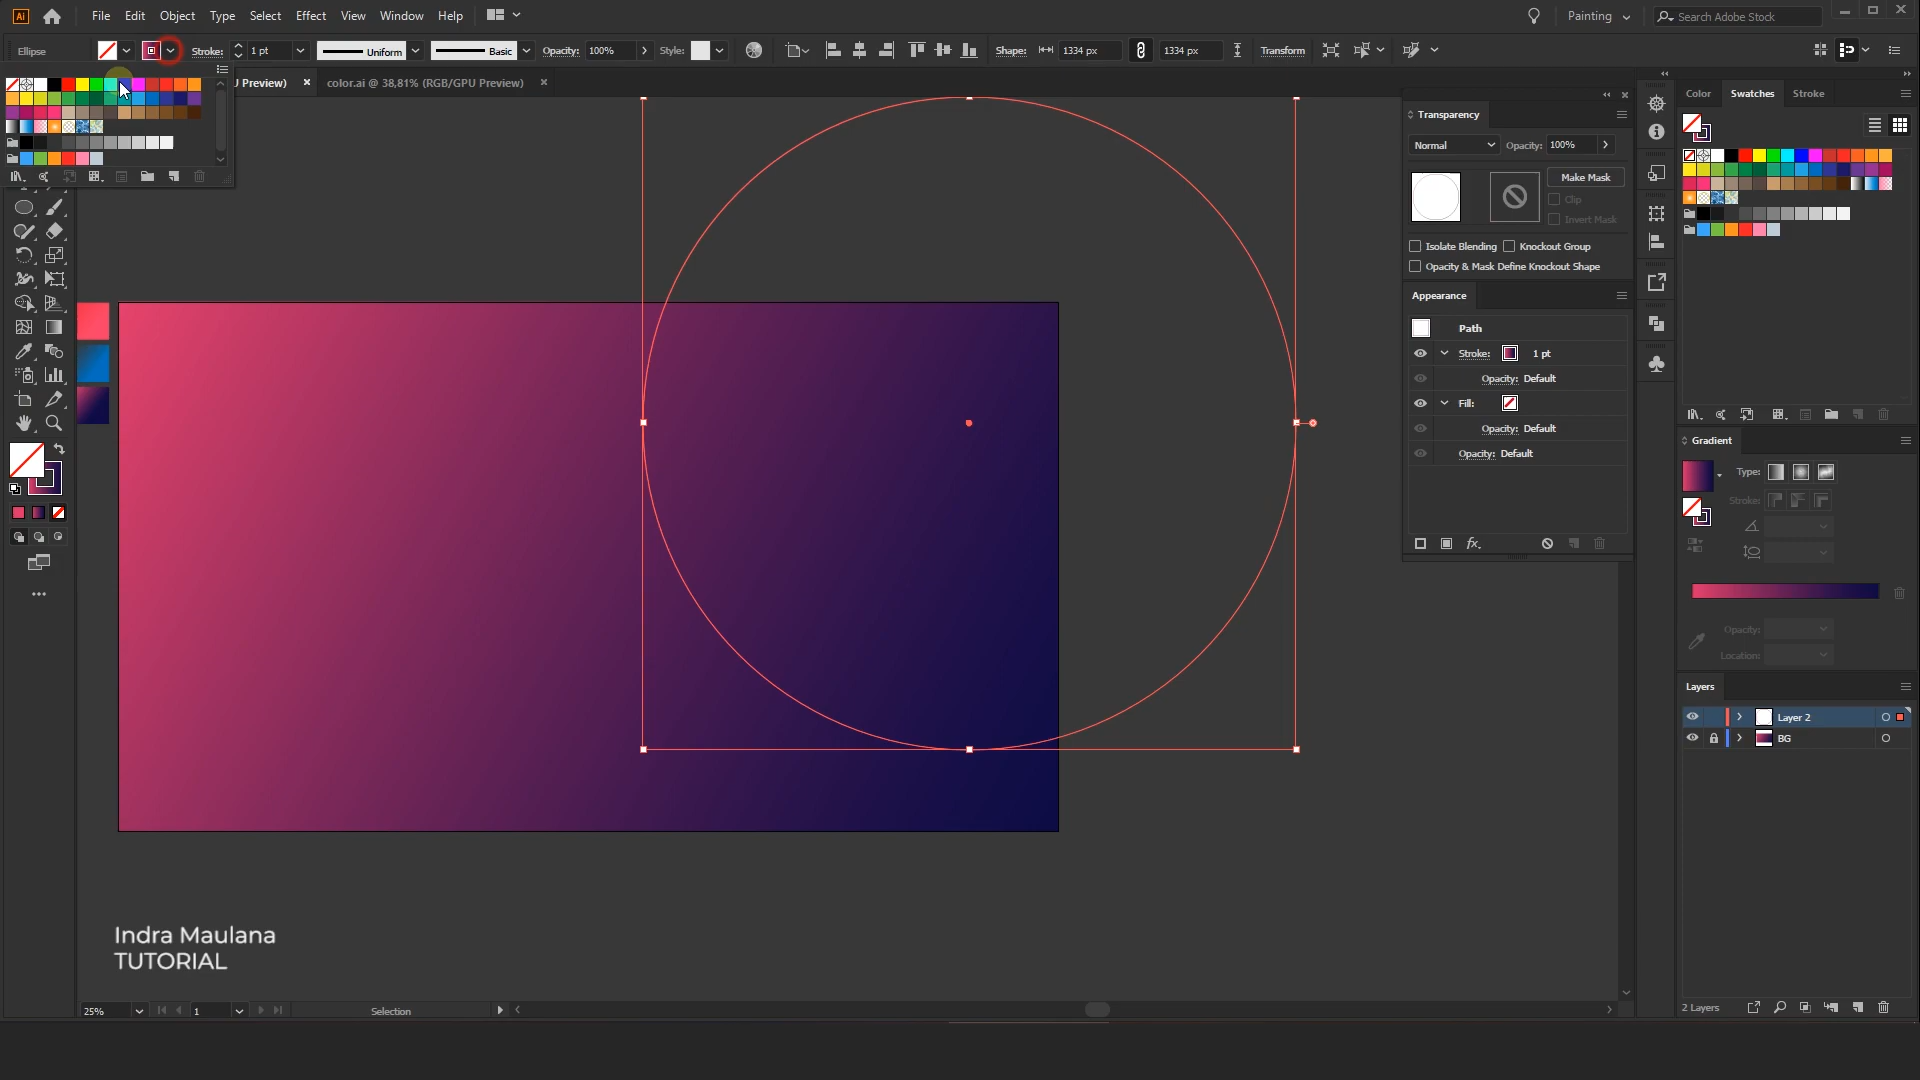 Ai File Edit Object Type Select Effect View Window Help Painting Search Adobe Stock
Ellipse Stroke: 1 pt Uniform Basic Opacity: 100% Style: Shape: 1334 px 1334 px Transform
U Preview) × color.ai @ 38,81% (RGB/GPU Preview) ×
Transparency
Normal Opacity: 100%
Make Mask
Clip
Invert Mask
Isolate Blending Knockout Group
Opacity & Mask Define Knockout Shape
Appearance
Path
Stroke: 1 pt
Opacity: Default
Fill:
Opacity: Default
Opacity: Default
fx
Color Swatches Stroke
Gradient
Type:
Stroke:
Opacity:
Location:
Layers
Layer 2
BG
2 Layers
Indra Maulana
TUTORIAL
25% 1 Selection